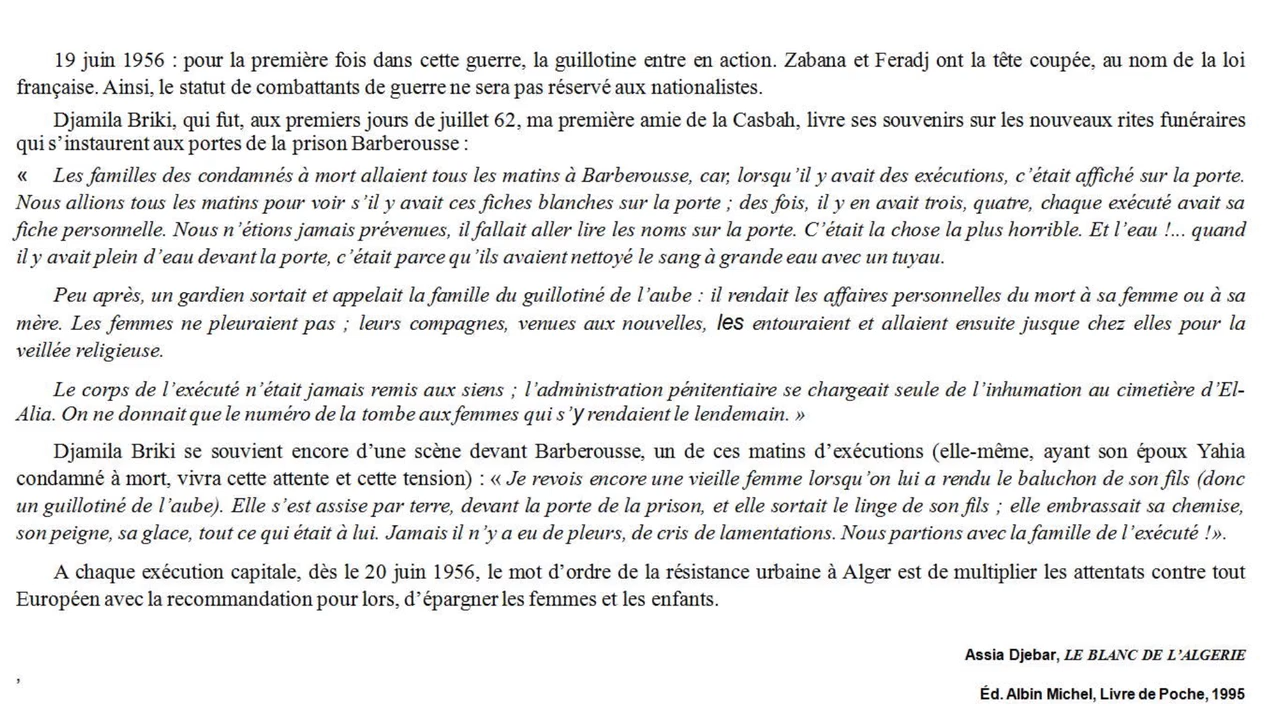 19 juin 1956 : pour la première fois dans cette guerre, la guillotine entre en action. Zabana et Feradj ont la tête coupée, au nom de la loi
française. Ainsi, le statut de combattants de guerre ne sera pas réservé aux nationalistes.
Djamila Briki, qui fut, aux premiers jours de juillet 62, ma première amie de la Casbah, livre ses souvenirs sur les nouveaux rites funéraires
qui s’instaurent aux portes de la prison Barberousse :
« Les familles des condamnés à mort allaient tous les matins à Barberousse, car, lorsqu’il y avait des exécutions, c’était affiché sur la porte.
Nous allions tous les matins pour voir s’il y avait ces fiches blanches sur la porte ; des fois, il y en avait trois, quatre, chaque exécuté avait sa
fiche personnelle. Nous n’étions jamais prévenues, il fallait aller lire les noms sur la porte. C’était la chose la plus horrible. Et l’eau !... quand
il y avait plein d’eau devant la porte, c’était parce qu’ils avaient nettoyé le sang à grande eau avec un tuyau.
Peu après, un gardien sortait et appelait la famille du guillotiné de l’aube : il rendait les affaires personnelles du mort à sa femme ou à sa
mère. Les femmes ne pleuraient pas ; leurs compagnes, venues aux nouvelles, les entouraient et allaient ensuite jusque chez elles pour la
veillée religieuse.
Le corps de l’exécuté n’était jamais remis aux siens ; l’administration pénitentiaire se chargeait seule de l’inhumation au cimetière d’El-
Alia. On ne donnait que le numéro de la tombe aux femmes qui s’y rendaient le lendemain. »
Djamila Briki se souvient encore d’une scène devant Barberousse, un de ces matins d’exécutions (elle-même, ayant son époux Yahia
condamné à mort, vivra cette attente et cette tension) : « Je revois encore une vieille femme lorsqu’on lui a rendu le baluchon de son fils (donc
un guillotiné de l’aube). Elle s’est assise par terre, devant la porte de la prison, et elle sortait le linge de son fils ; elle embrassait sa chemise,
son peigne, sa glace, tout ce qui était à lui. Jamais il n’y a eu de pleurs, de cris de lamentations. Nous partions avec la famille de l’exécuté !».
A chaque exécution capitale, dès le 20 juin 1956, le mot d’ordre de la résistance urbaine à Alger est de multiplier les attentats contre tout
Européen avec la recommandation pour lors, d’épargner les femmes et les enfants.
Assia Djebar, LE BLANC DE L’ALGERIE
,
Éd. Albin Michel, Livre de Poche, 1995